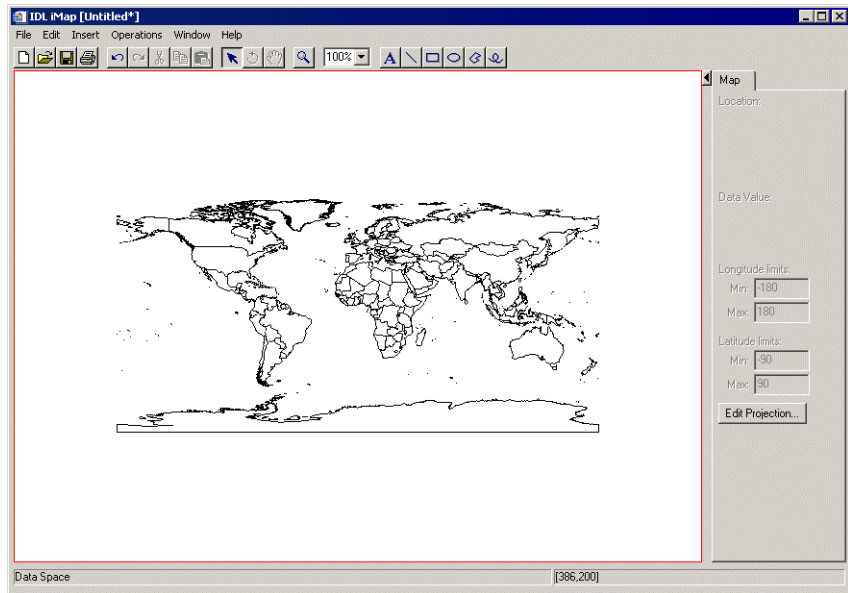 IDL iMap [Untitled*]
File Edit Insert Operations Window Help
100%
A
Map
Location:
Data Value:
Longitude limits:
Min: -180
Max: 180
Latitude limits:
Min: -90
Max: 90
Edit Projection...
Data Space
[386,200]